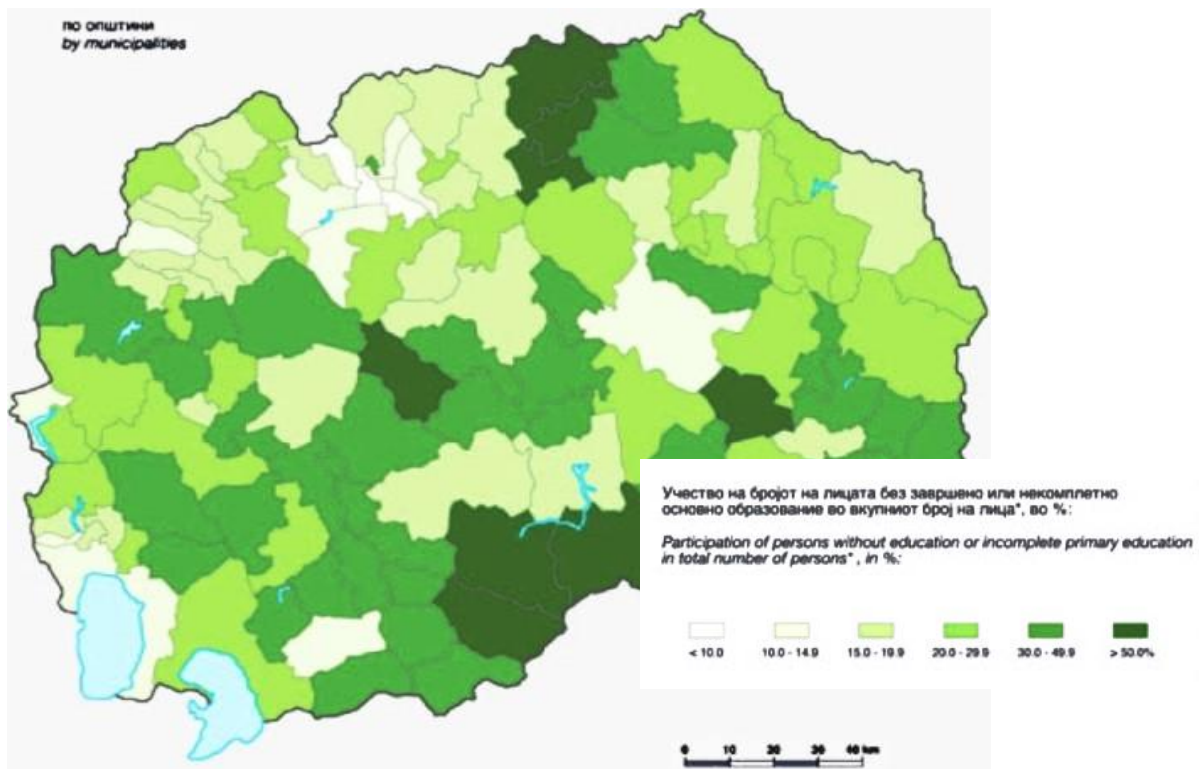 по општини
by municipalities
Учество на бројот на лицата без завршено или некомплетно
основно образование во вкупниот број на лица*, во %:
Participation of persons without education or incomplete primary education
in total number of persons* , in %:
< 10.0 10.0 - 14.9 15.0 - 19.9 20.0 - 29.9 30.0 - 49.9 > 50.0%
0 10 20 30 40 km